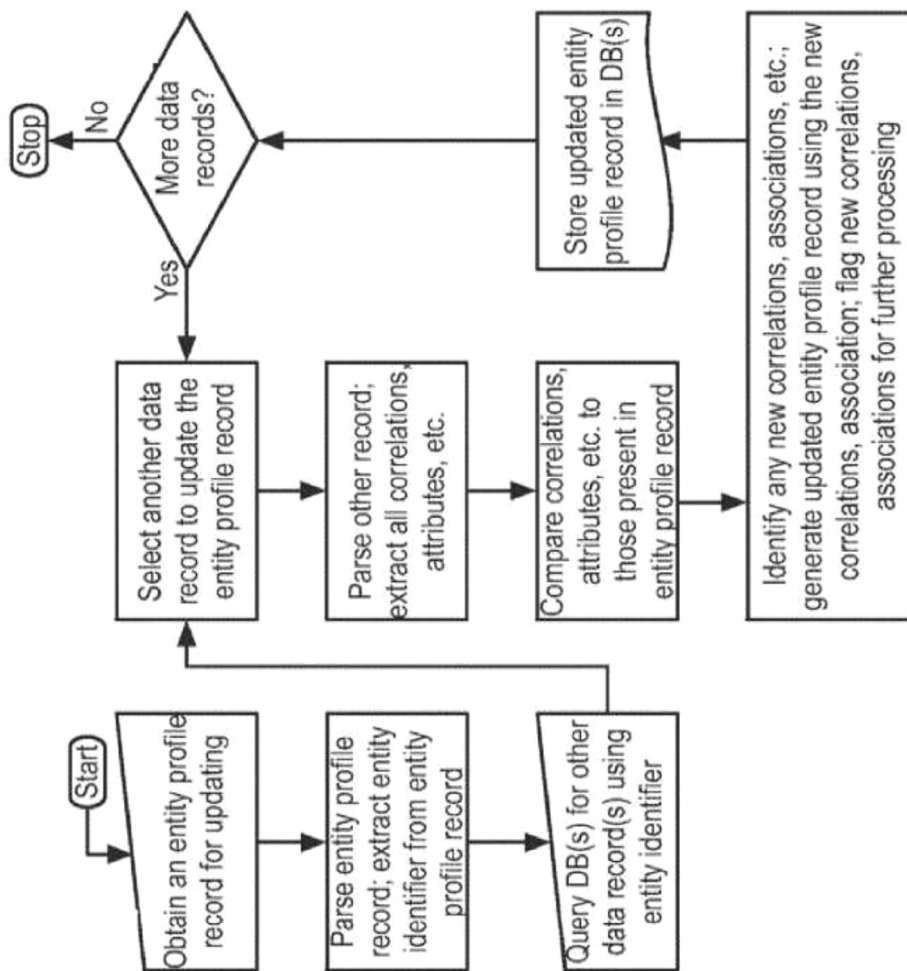 Start
Obtain an entity profile
record for updating
Parse entity profile
record; extract entity
identifier from entity
profile record
Query DB(s) for other
data record(s) using
entity identifier
Select another data
record to update the
entity profile record
Parse other record;
extract all correlations,
attributes, etc.
Compare correlations,
attributes, etc. to
those present in
entity profile record
Identify any new correlations, associations, etc.;
generate updated entity profile record using the new
correlations, association; flag new correlations,
associations for further processing
Store updated entity
profile record in DB(s)
More data
records?
Yes
No
Stop